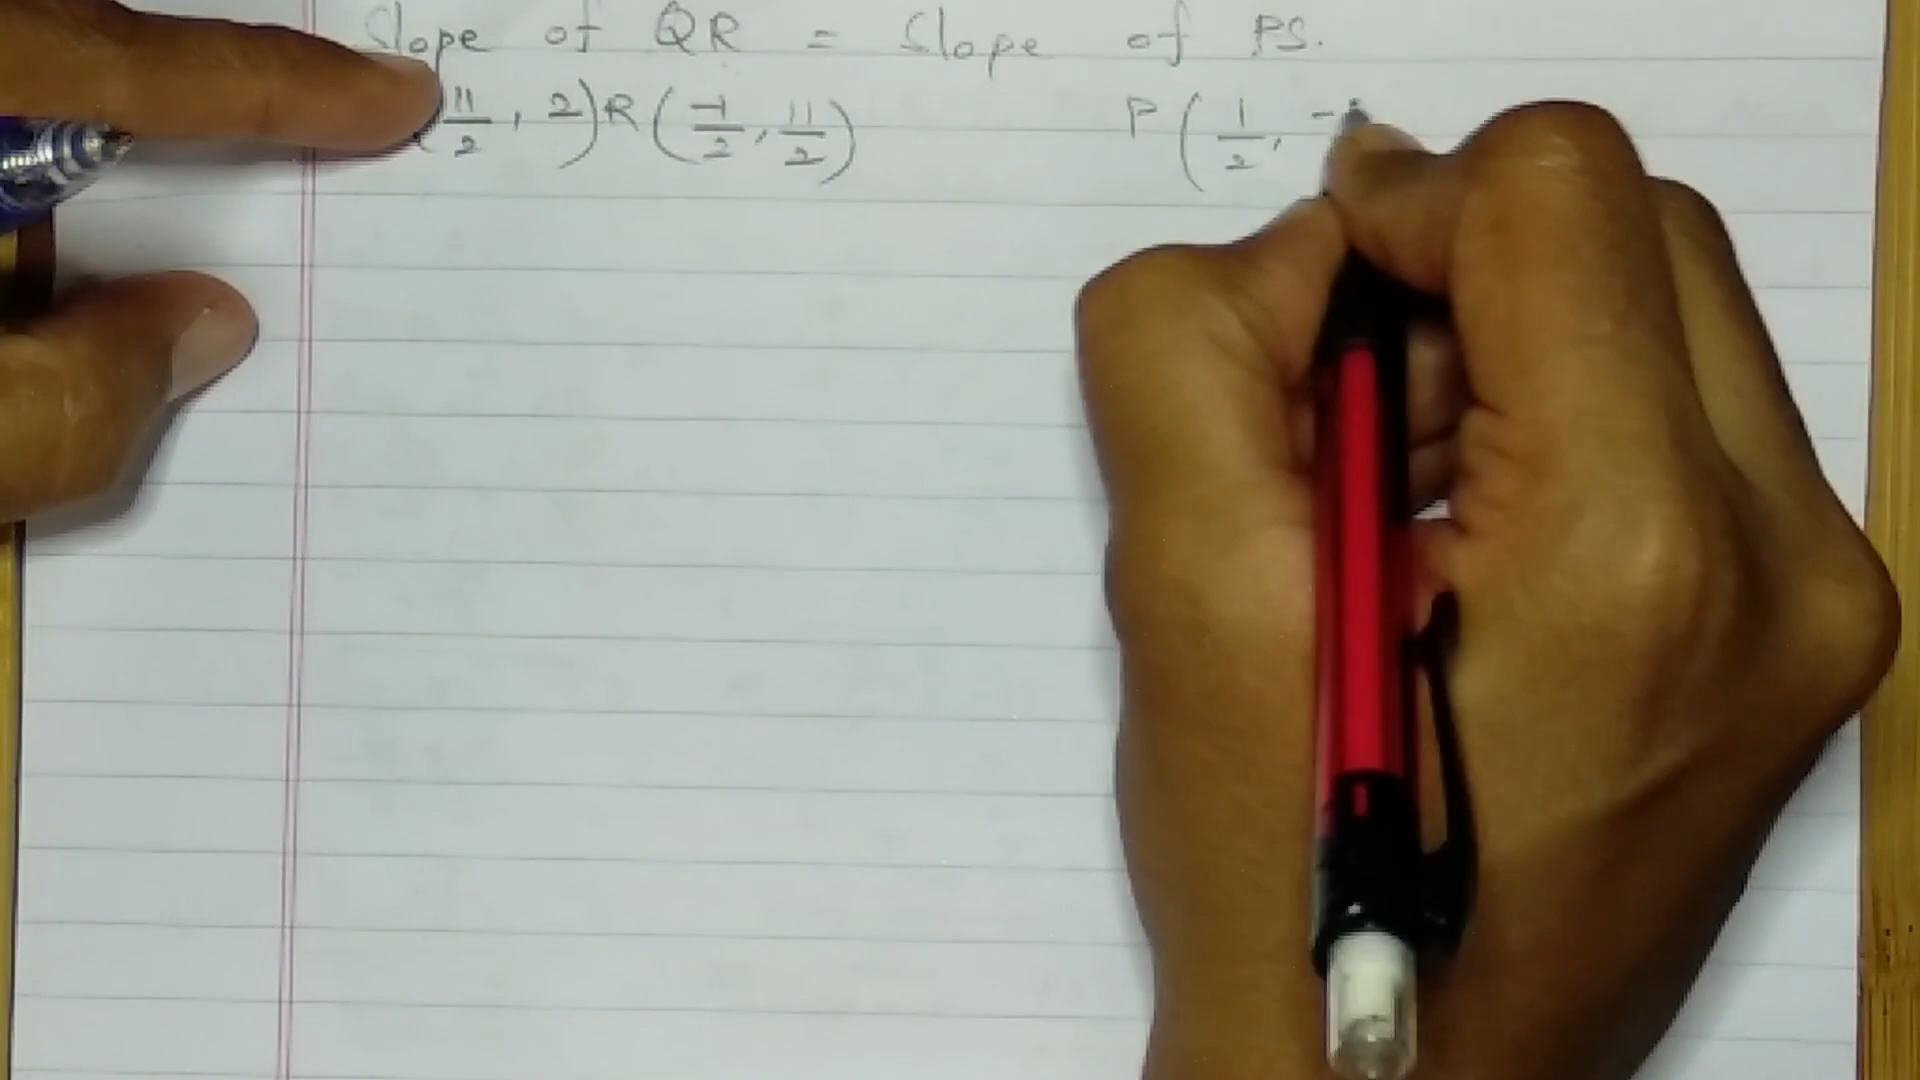 Slope of QR = Slope of PS.
(11/2, 2) R (-1/2, 11/2) P (1/2, -